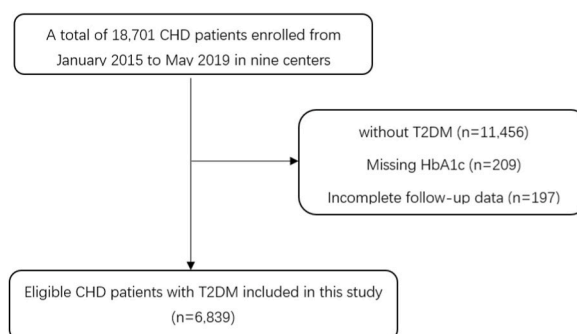 A total of 18,701 CHD patients enrolled from
January 2015 to May 2019 in nine centers
without T2DM (n=11,456)
Missing HbA1c (n=209)
Incomplete follow-up data (n=197)
Eligible CHD patients with T2DM included in this study
(n=6,839)